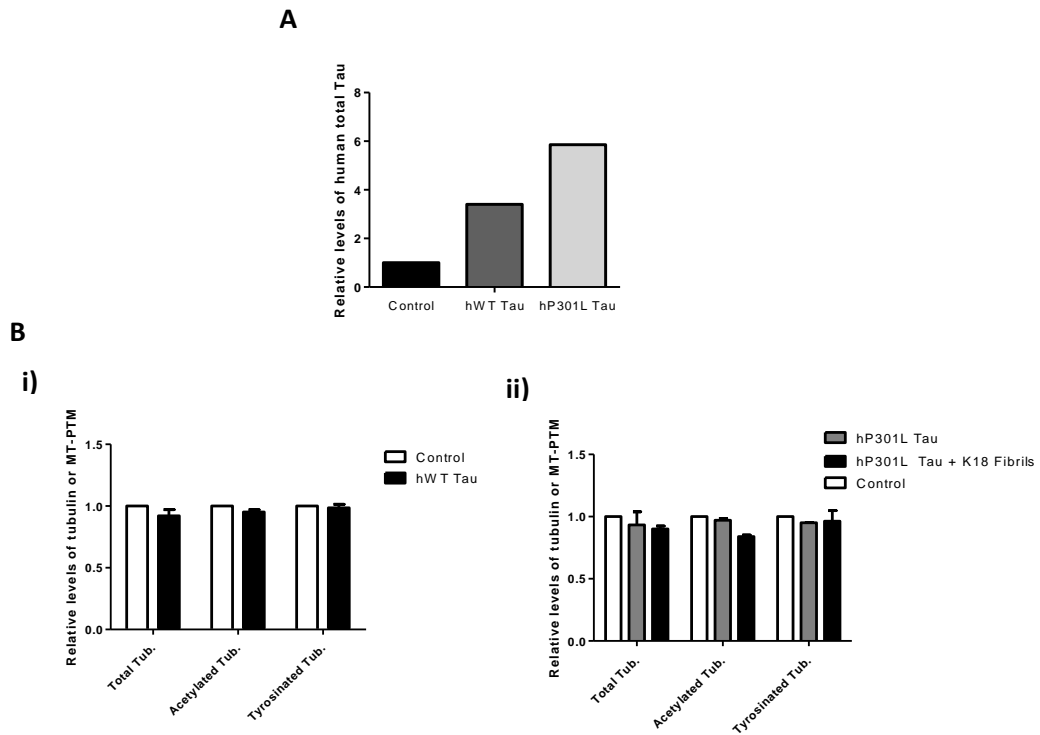 A
Relative levels of human total Tau
8
6
4
2
0
Control hWT Tau hP301L Tau
B
i)
Relative levels of tubulin or MT-PTM
1.5
1.0
0.5
0.0
Total Tub. Acetylated Tub. Tyrosinated Tub.
Control
hWT Tau
ii)
Relative levels of tubulin or MT-PTM
1.5
1.0
0.5
0.0
Total Tub. Acetylated Tub. Tyrosinated Tub.
hP301L Tau
hP301L Tau + K18 Fibrils
Control